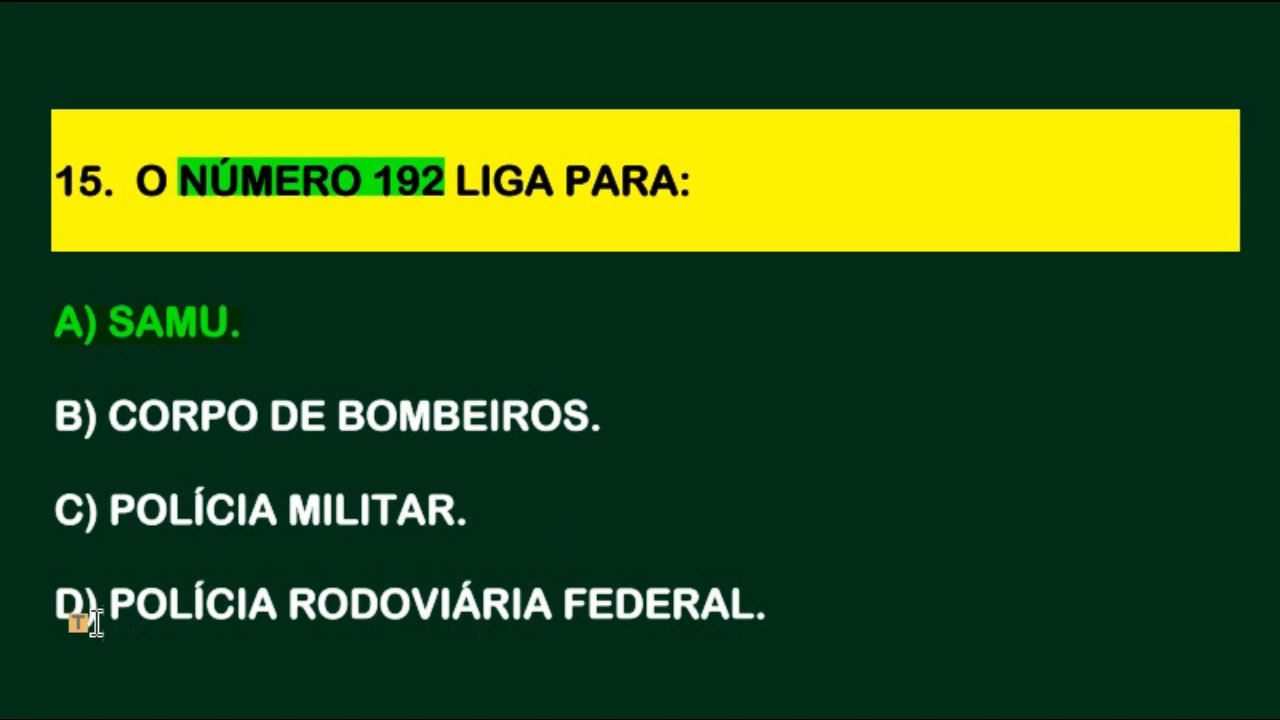 15. O NÚMERO 192 LIGA PARA:
A) SAMU.
B) CORPO DE BOMBEIROS.
C) POLÍCIA MILITAR.
D) POLÍCIA RODOVIÁRIA FEDERAL.
T